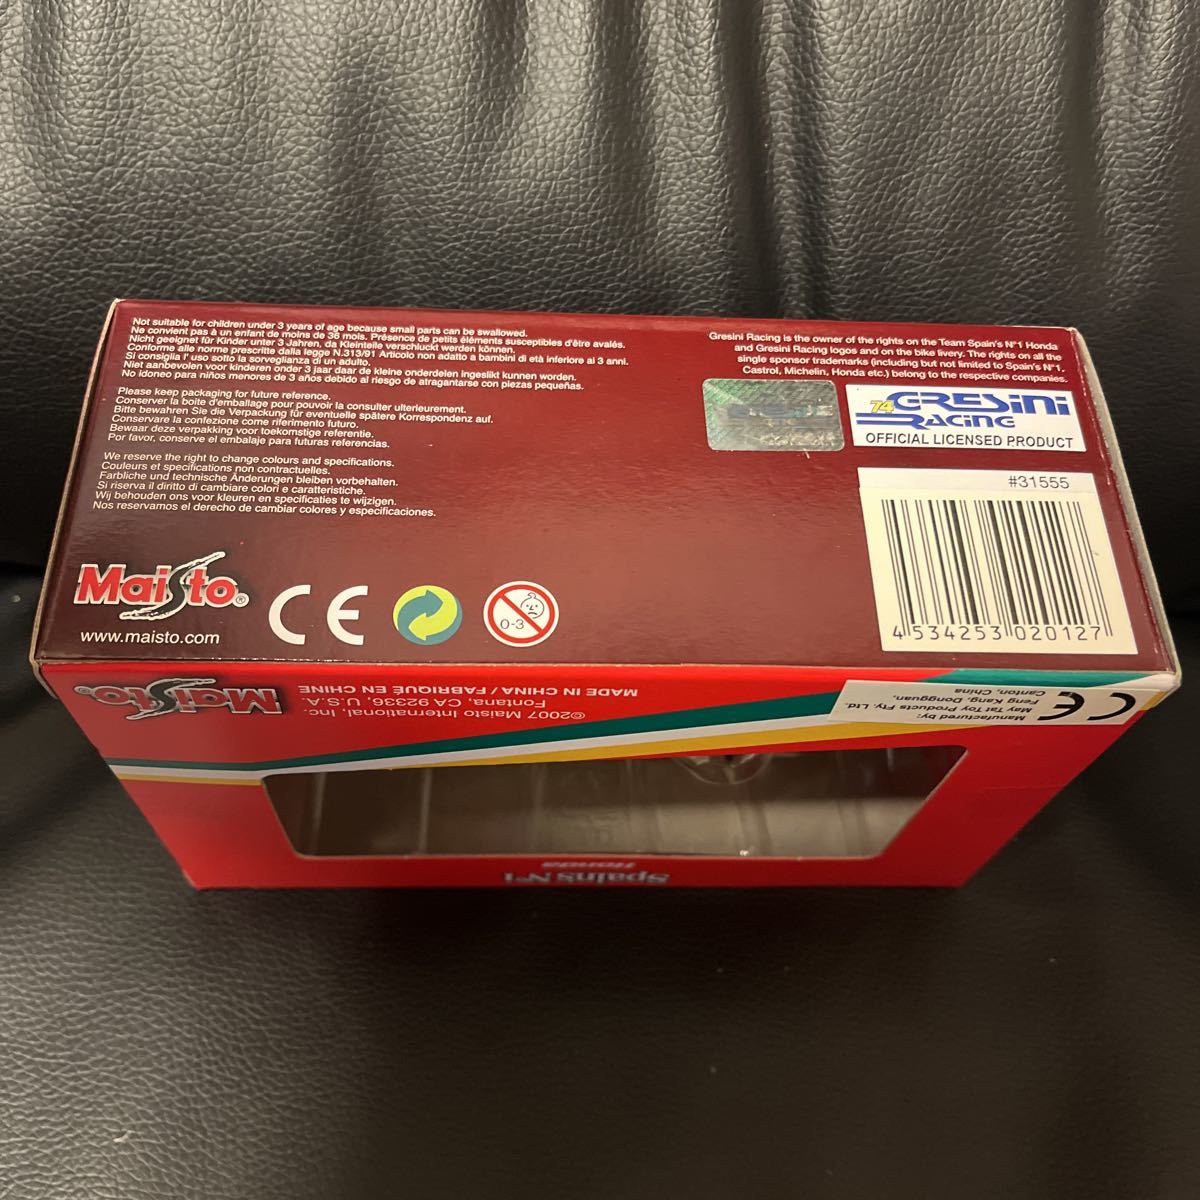 Not suitable for children under 3 years of age because small parts can be swallowed.
Ne convient pas à un enfant de moins de 36 mois. Présence de petits éléments susceptibles d'être avalés.
Nicht geeignet für Kinder unter 3 Jahren, da Kleinteile verschluckt werden können.
Conforme alle norme prescritte dalla legge N.313/91 Articolo non adatto a bambini di età inferiore ai 3 anni.
Si consiglia l' uso sotto la sorveglianza di un adulto.
Niet aanbevolen voor kinderen onder 3 jaar daar de kleine onderdelen ingeslikt kunnen worden.
No idoneo para niños menores de 3 años debido al riesgo de atragantarse con piezas pequeñas.
Please keep packaging for future reference.
Conserver la boite d'emballage pour pouvoir la consulter ulterieurement.
Bitte bewahren Sie die Verpackung für eventuelle spätere Korrespondenz auf.
Conservare la confezione come riferimento futuro.
Bewaar deze verpakking voor toekomstige referentie.
Por favor, conserve el embalaje para futuras referencias.
We reserve the right to change colours and specifications.
Couleurs et specifications non contractuelles.
Farbliche und technische Änderungen bleiben vorbehalten.
Si riserva il diritto di cambiare colori e caratteristiche.
Wij behouden ons voor kleuren en specificaties te wijzigen.
Nos reservamos el derecho de cambiar colores y especificaciones.
Maisto®
www.maisto.com
CE
0-3
Gresini Racing is the owner of the rights on the Team Spain's N°1 Honda
and Gresini Racing logos and on the bike livery. The rights on all the
single sponsor trademarks (including but not limited to Spain's N°1,
Castrol, Michelin, Honda etc.) belong to the respective companies.
74 GRESINI
RACING
OFFICIAL LICENSED PRODUCT
#31555
4 534253 020127
Maisto®
©2007 Maisto International, Inc.
Fontana, CA 92336, U.S.A.
MADE IN CHINA / FABRIQUÉ EN CHINE
CE
Manufactured by:
May Tat Toy Products Fty. Ltd.
Feng Kang, Dongguan,
Canton, China
Spain's N°1
Honda